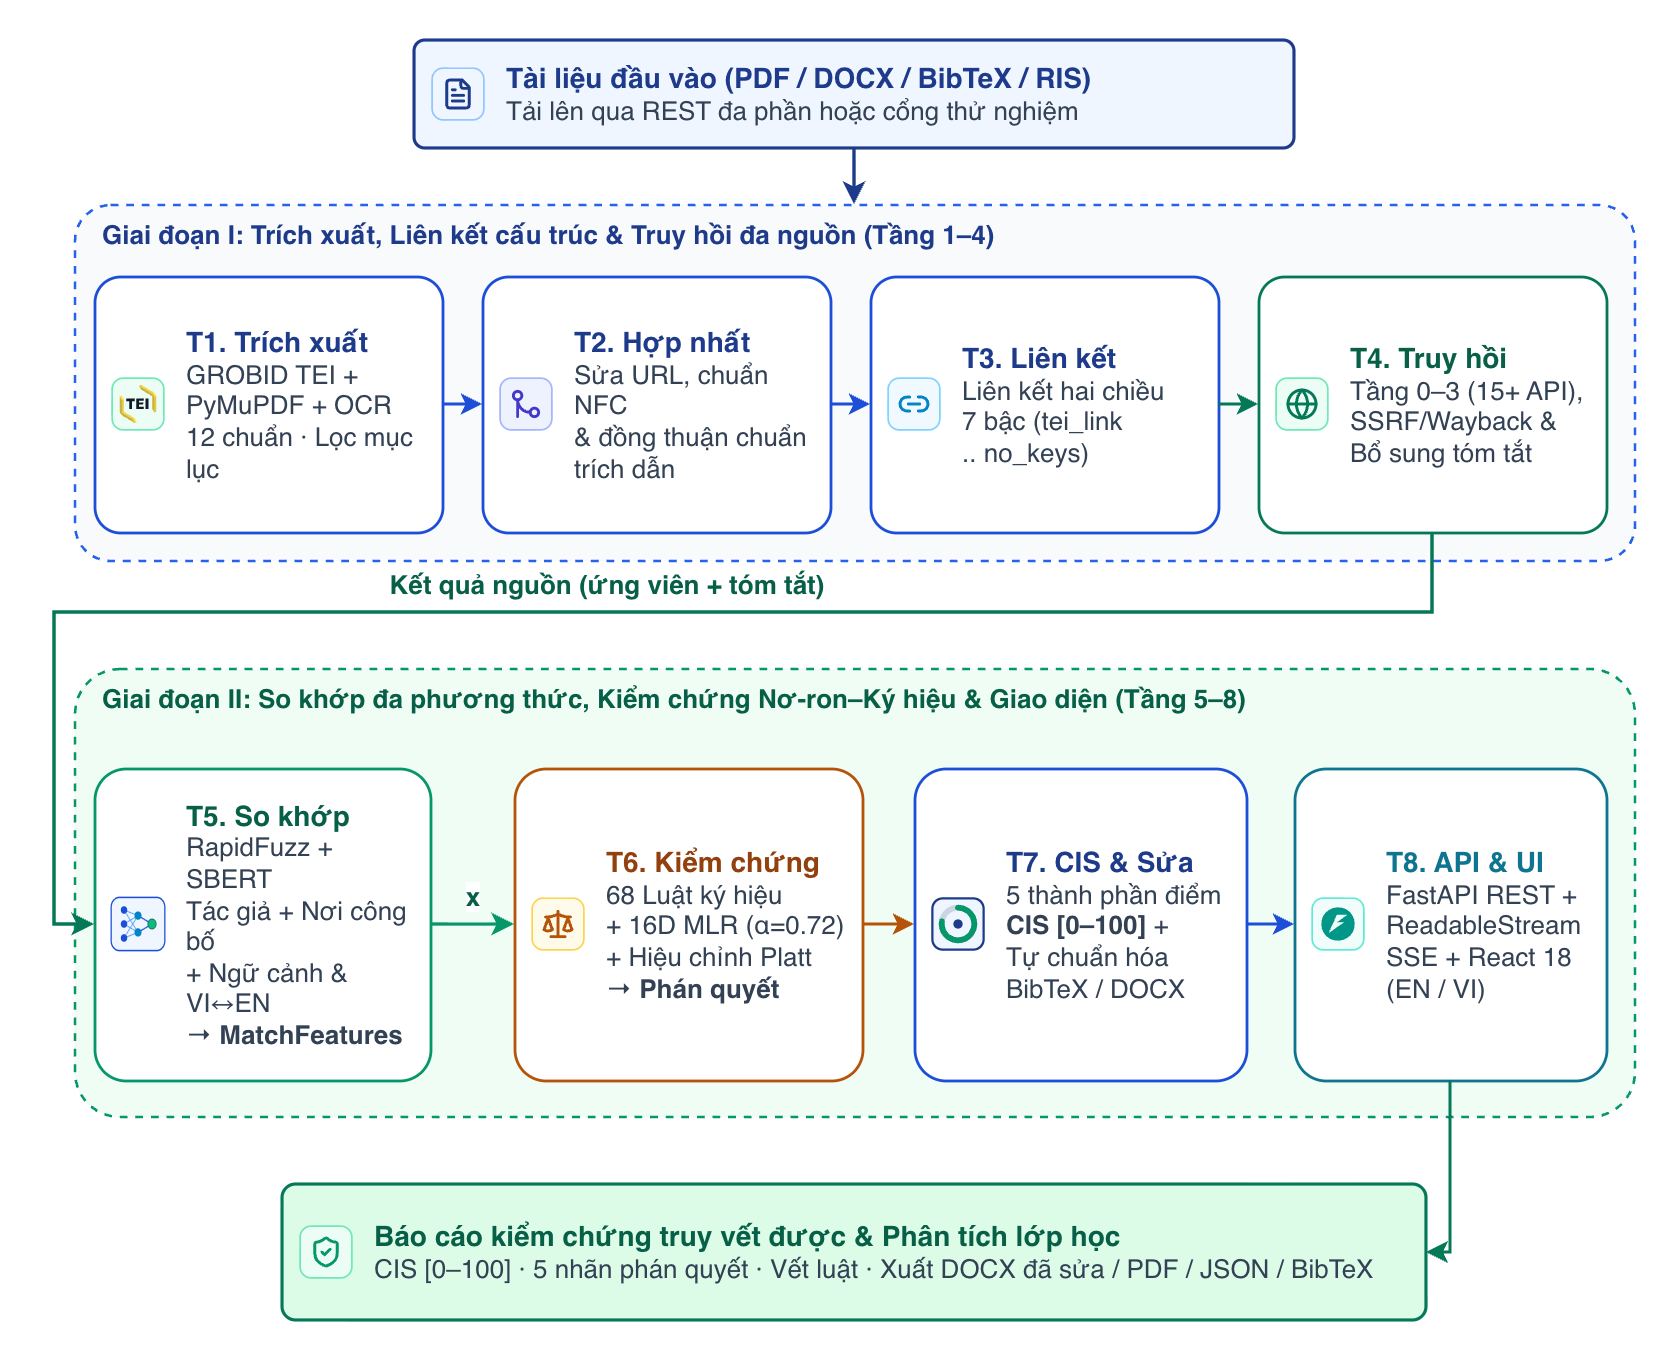 Tài liệu đầu vào (PDF / DOCX / BibTeX / RIS)
Tải lên qua REST đa phần hoặc cổng thử nghiệm
Giai đoạn I: Trích xuất, Liên kết cấu trúc & Truy hồi đa nguồn (Tầng 1–4)
TEI
T1. Trích xuất
GROBID TEI +
PyMuPDF + OCR
12 chuẩn · Lọc mục
lục
T2. Hợp nhất
Sửa URL, chuẩn
NFC
& đồng thuận chuẩn
trích dẫn
T3. Liên kết
Liên kết hai chiều
7 bậc (tei_link
.. no_keys)
T4. Truy hồi
Tầng 0–3 (15+ API),
SSRF/Wayback &
Bổ sung tóm tắt
Kết quả nguồn (ứng viên + tóm tắt)
Giai đoạn II: So khớp đa phương thức, Kiểm chứng Nơ-ron–Ký hiệu & Giao diện (Tầng 5–8)
T5. So khớp
RapidFuzz +
SBERT
Tác giả + Nơi công
bố
+ Ngữ cảnh &
VI↔EN
→ MatchFeatures
x
T6. Kiểm chứng
68 Luật ký hiệu
+ 16D MLR (α=0.72)
+ Hiệu chỉnh Platt
→ Phán quyết
T7. CIS & Sửa
5 thành phần điểm
CIS [0–100] +
Tự chuẩn hóa
BibTeX / DOCX
T8. API & UI
FastAPI REST +
ReadableStream
SSE + React 18
(EN / VI)
Báo cáo kiểm chứng truy vết được & Phân tích lớp học
CIS [0–100] · 5 nhãn phán quyết · Vết luật · Xuất DOCX đã sửa / PDF / JSON / BibTeX